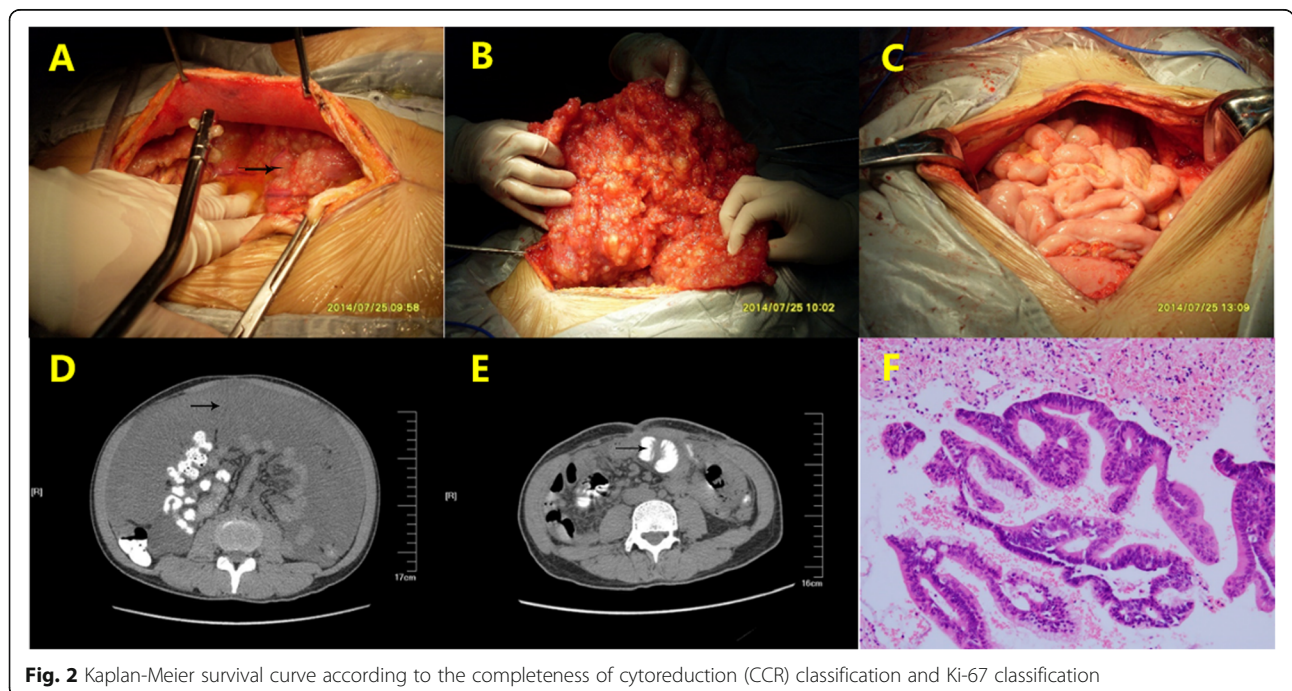 A
B
C
2014/07/25 09:58
2014/07/25 10:02
2014/07/25 13:09
D
E
F
[R]
17cm
[R]
16cm
Fig. 2 Kaplan-Meier survival curve according to the completeness of cytoreduction (CCR) classification and Ki-67 classification